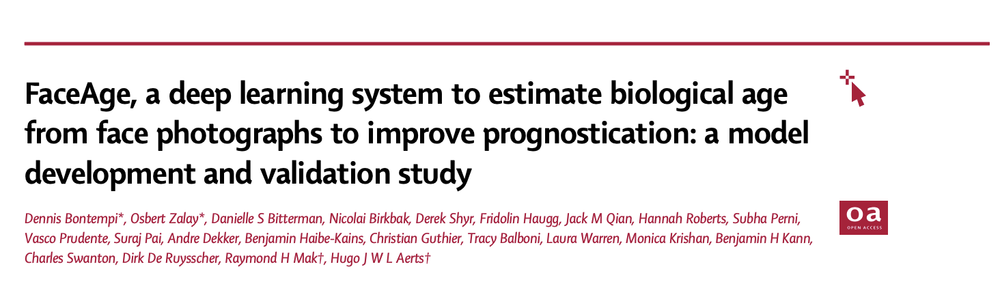 FaceAge, a deep learning system to estimate biological age
from face photographs to improve prognostication: a model
development and validation study
Dennis Bontempi*, Osbert Zalay*, Danielle S Bitterman, Nicolai Birkbak, Derek Shyr, Fridolin Haugg, Jack M Qian, Hannah Roberts, Subha Perni,
Vasco Prudente, Suraj Pai, Andre Dekker, Benjamin Haibe-Kains, Christian Guthier, Tracy Balboni, Laura Warren, Monica Krishan, Benjamin H Kann,
Charles Swanton, Dirk De Ruysscher, Raymond H Mak†, Hugo J W L Aerts†
oa
OPEN ACCESS